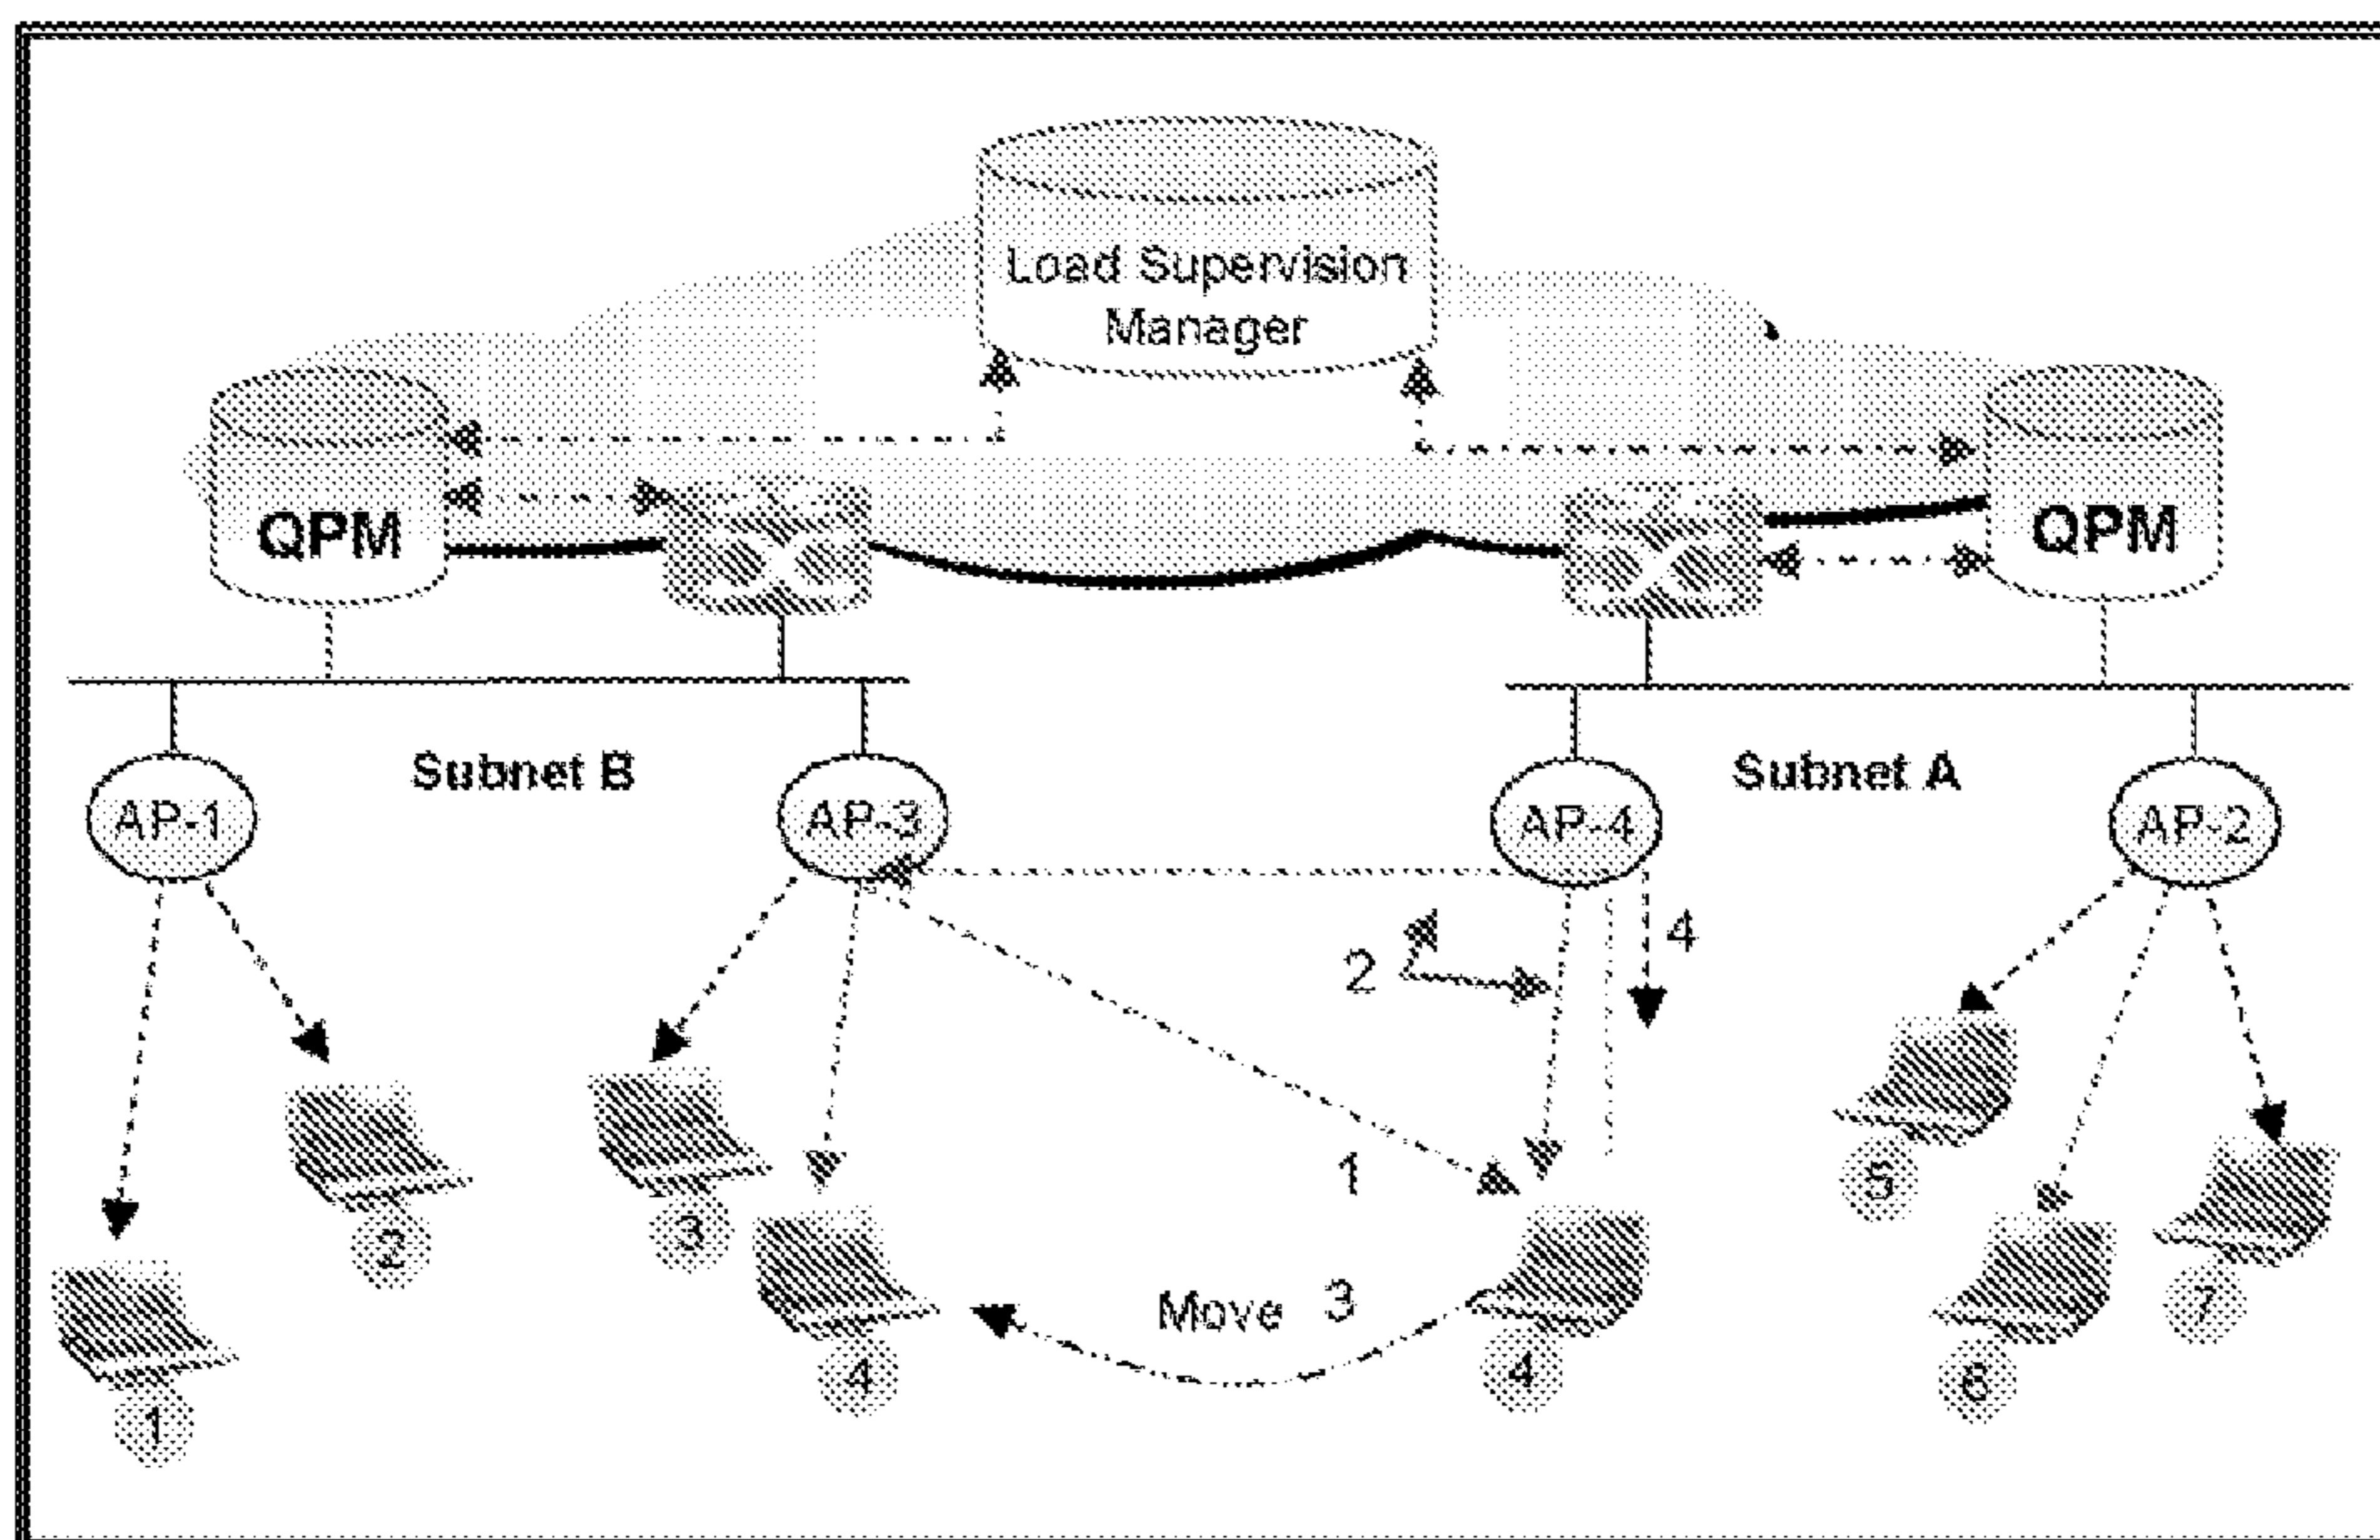 Load Supervision
Manager
QPM
QPM
Subnet B
Subnet A
AP-1
AP-3
AP-4
AP-2
4
2
1
5
2
3
7
Move 3
4
4
6
1